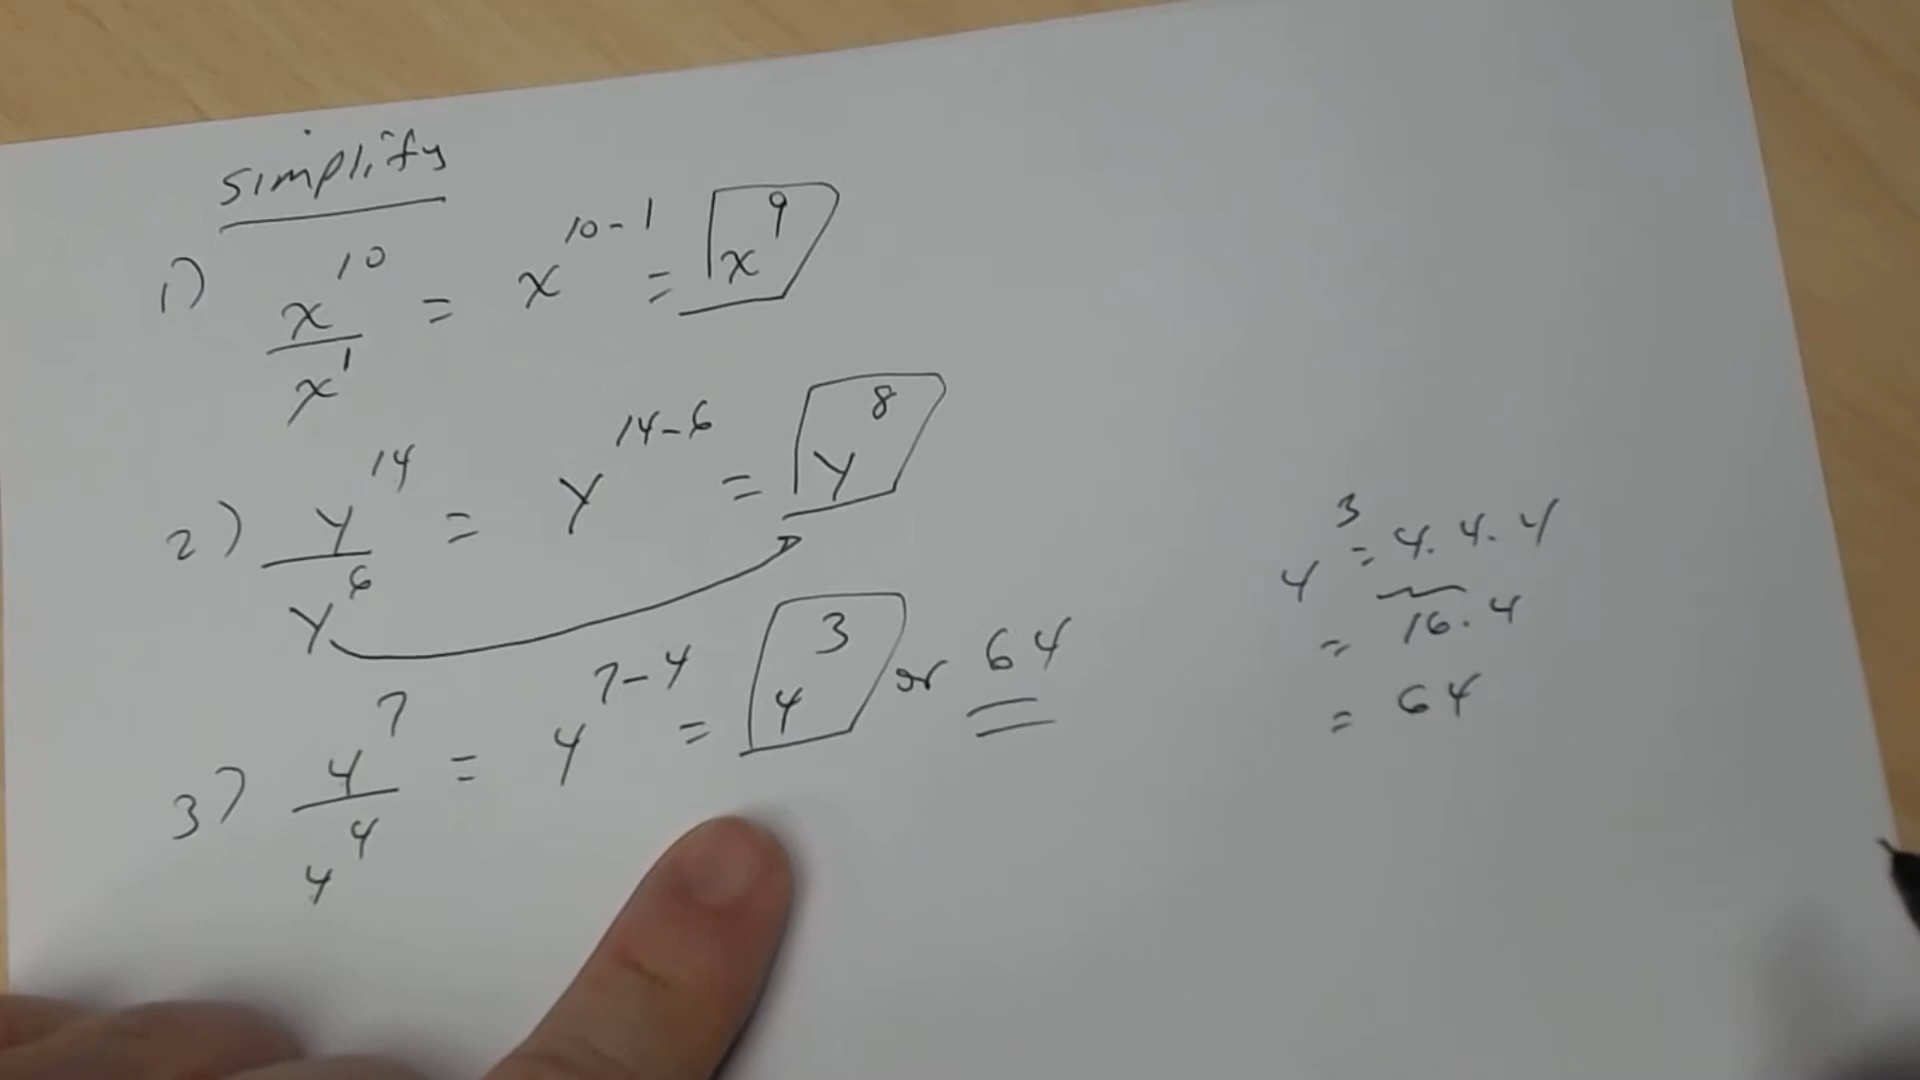 simplify
1) x^10 / x^1 = x^(10-1) = x^9
2) y^14 / y^6 = y^(14-6) = y^8
3) 4^7 / 4^4 = 4^(7-4) = 4^3 or 64
4^3 = 4.4.4
= 16.4
= 64